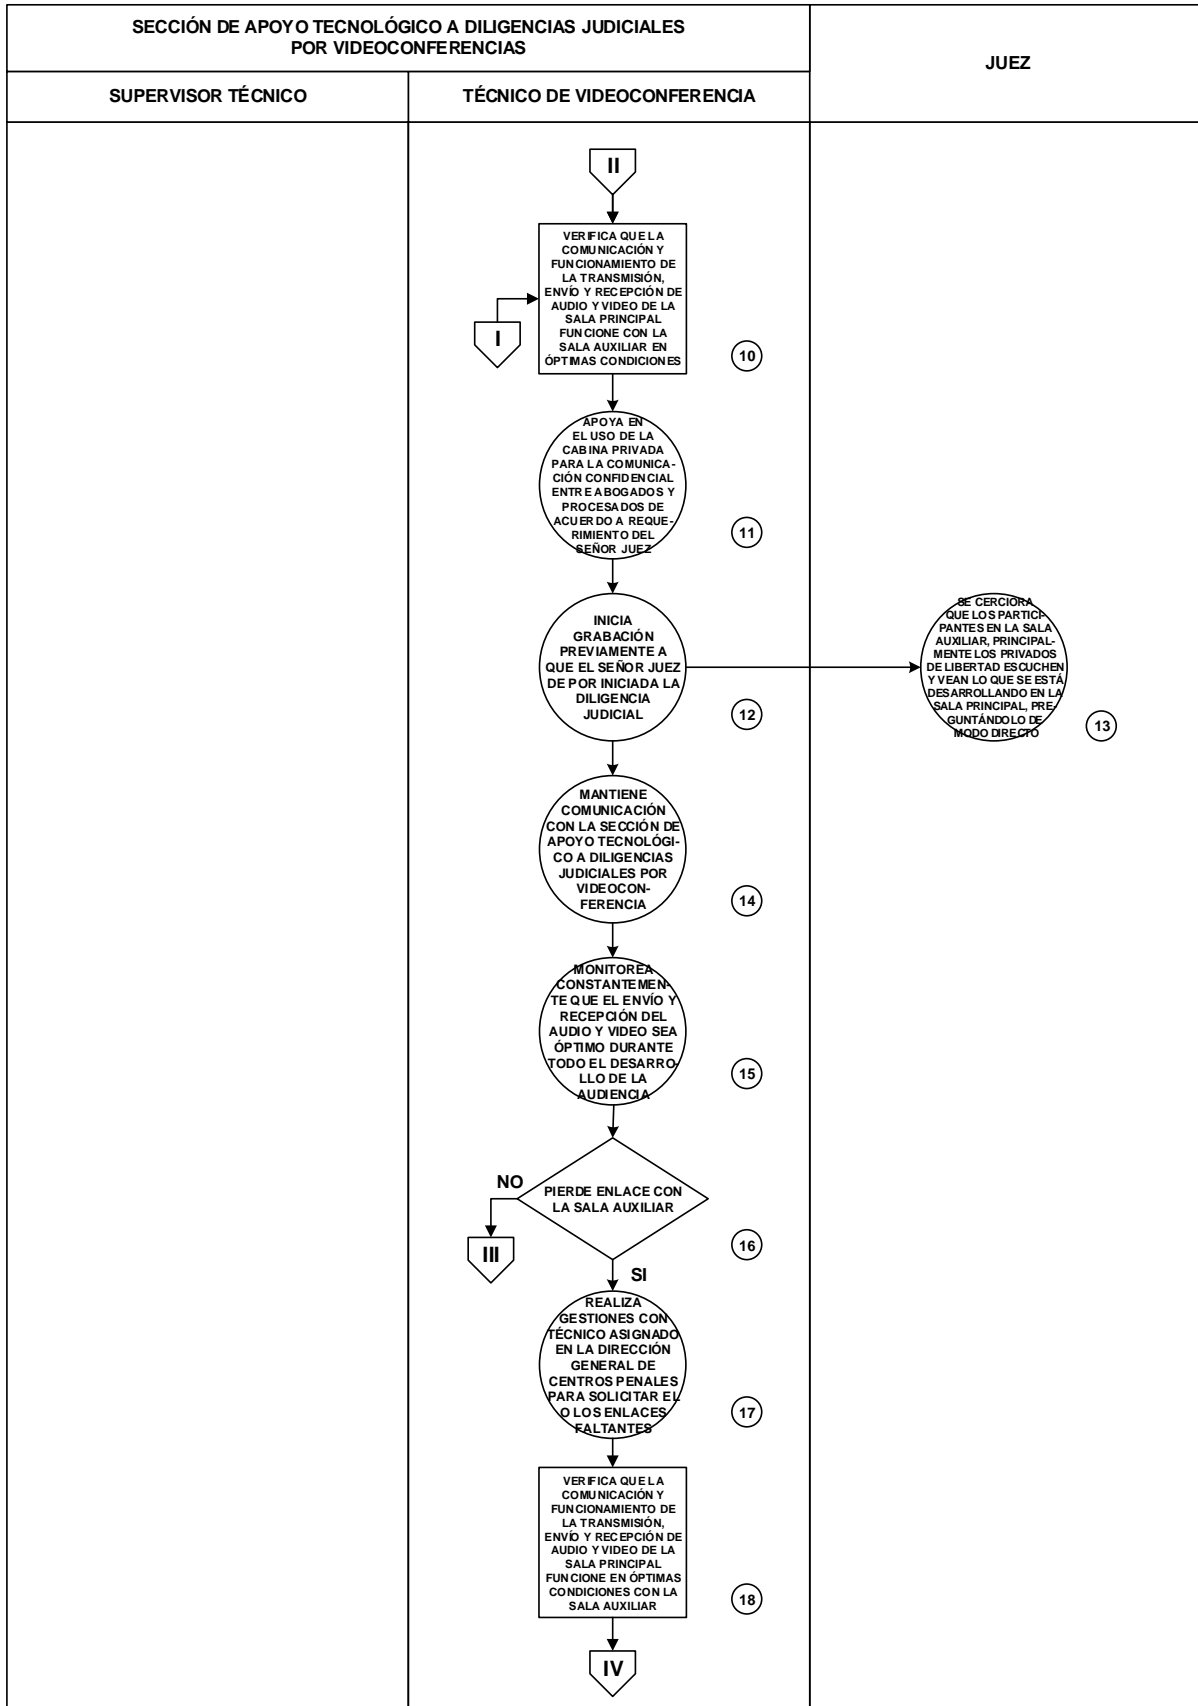 SECCIÓN DE APOYO TECNOLÓGICO A DILIGENCIAS JUDICIALES
POR VIDEOCONFERENCIAS
JUEZ
SUPERVISOR TÉCNICO
TÉCNICO DE VIDEOCONFERENCIA
II
VERIFICA QUE LA
COMUNICACIÓN Y
FUNCIONAMIENTO DE
LA TRANSMISIÓN,
ENVÍO Y RECEPCIÓN DE
AUDIO Y VIDEO DE LA
SALA PRINCIPAL
FUNCIONE CON LA
SALA AUXILIAR EN
ÓPTIMAS CONDICIONES
I
10
APOYA EN
EL USO DE LA
CABINA PRIVADA
PARA LA COMUNICA-
CIÓN CONFIDENCIAL
ENTRE ABOGADOS Y
PROCESADOS DE
ACUERDO A REQUE-
RIMIENTO DEL
SEÑOR JUEZ
11
INICIA
GRABACIÓN
PREVIAMENTE A
QUE EL SEÑOR JUEZ
DE POR INICIADA LA
DILIGENCIA
JUDICIAL
12
SE CERCIORA
QUE LOS PARTICI-
PANTES EN LA SALA
AUXILIAR, PRINCIPAL-
MENTE LOS PRIVADOS
DE LIBERTAD ESCUCHEN
Y VEAN LO QUE SE ESTÁ
DESARROLLANDO EN LA
SALA PRINCIPAL, PRE-
GUNTÁNDOLO DE
MODO DIRECTO
13
MANTIENE
COMUNICACIÓN
CON LA SECCIÓN DE
APOYO TECNOLÓGI-
CO A DILIGENCIAS
JUDICIALES POR
VIDEOCON-
FERENCIA
14
MONITOREA
CONSTANTEMEN-
TE QUE EL ENVÍO Y
RECEPCIÓN DEL
AUDIO Y VIDEO SEA
ÓPTIMO DURANTE
TODO EL DESARRO-
LLO DE LA
AUDIENCIA
15
NO
PIERDE ENLACE CON
LA SALA AUXILIAR
16
III
SI
REALIZA
GESTIONES CON
TÉCNICO ASIGNADO
EN LA DIRECCIÓN
GENERAL DE
CENTROS PENALES
PARA SOLICITAR EL
O LOS ENLACES
FALTANTES
17
VERIFICA QUE LA
COMUNICACIÓN Y
FUNCIONAMIENTO DE
LA TRANSMISIÓN,
ENVÍO Y RECEPCIÓN DE
AUDIO Y VIDEO DE LA
SALA PRINCIPAL
FUNCIONE EN ÓPTIMAS
CONDICIONES CON LA
SALA AUXILIAR
18
IV